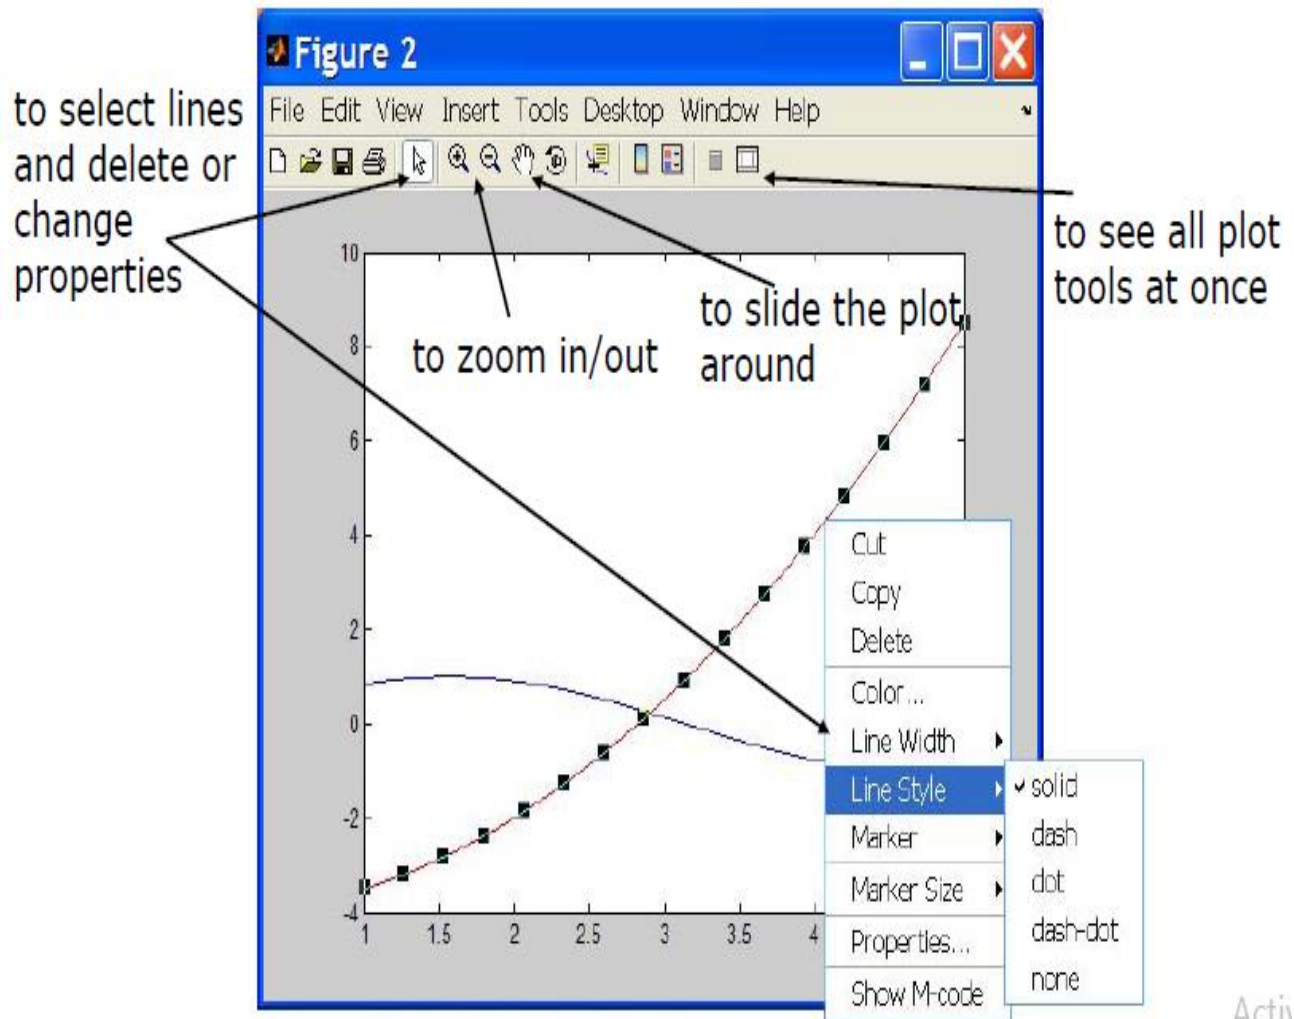 Figure 2
File Edit View Insert Tools Desktop Window Help
to select lines
and delete or
change
properties
to see all plot
tools at once
to zoom in/out
to slide the plot
around
10
8
6
4
2
0
-2
-4
1 1.5 2 2.5 3 3.5 4
Cut
Copy
Delete
Color...
Line Width
Line Style
Marker
Marker Size
Properties...
Show M-code
solid
dash
dot
dash-dot
none